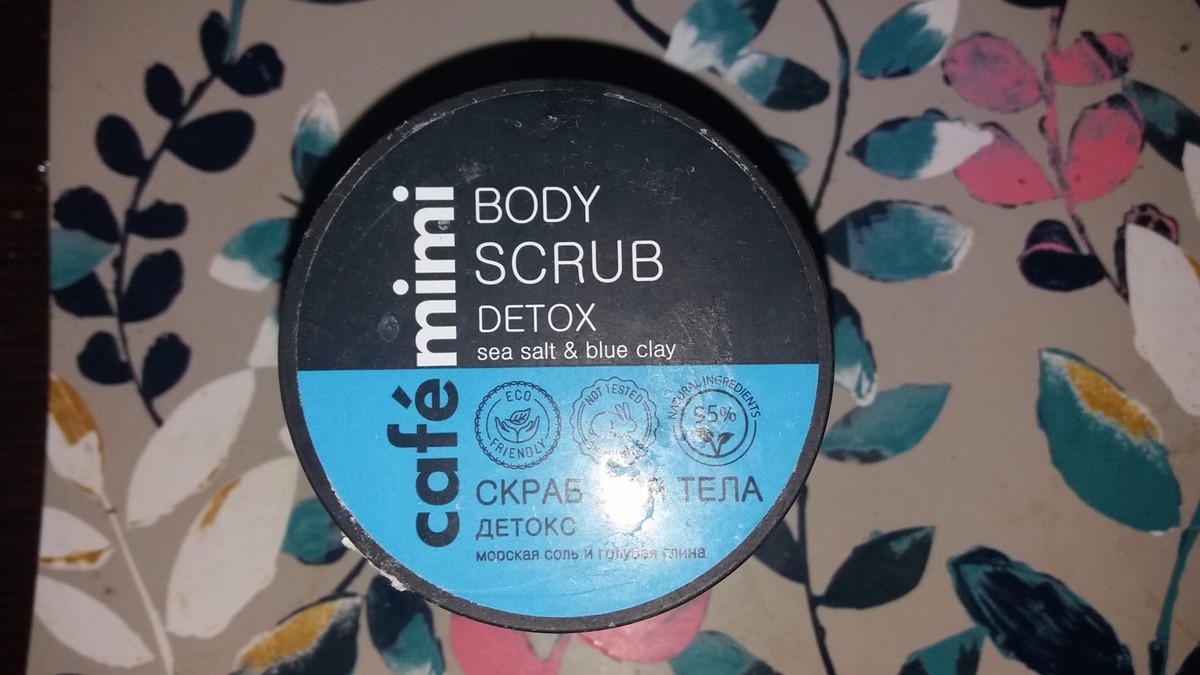 café mimi
BODY
SCRUB
DETOX
sea salt & blue clay
ECO
FRIENDLY
NOT TESTED
NATURAL INGREDIENTS
95%
СКРАБ ТЕЛА
ДЕТОКС
морская соль и голубая глина